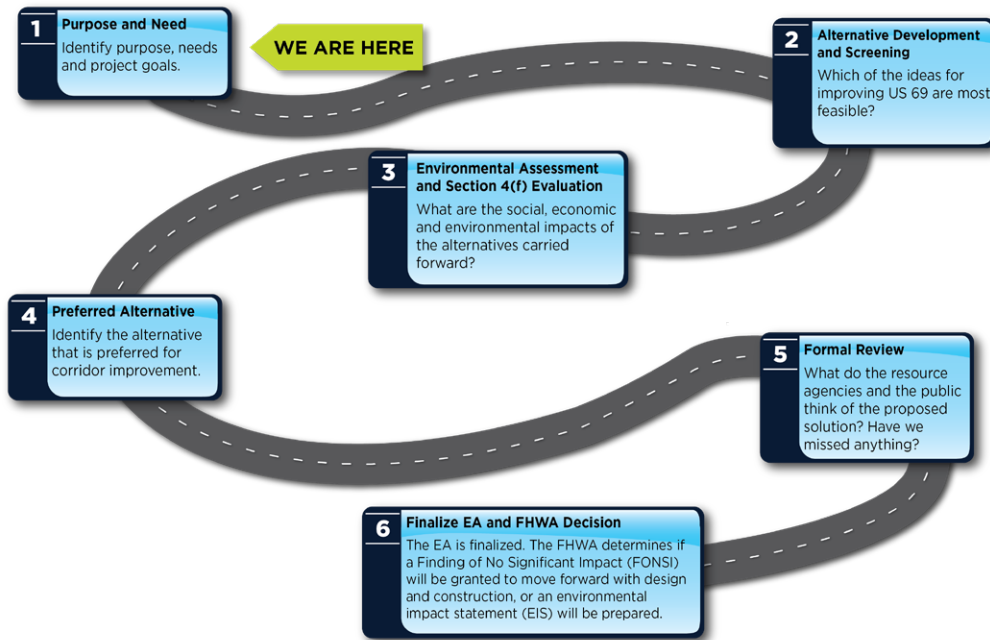 1
Purpose and Need
Identify purpose, needs
and project goals.
WE ARE HERE
2
Alternative Development
and Screening
Which of the ideas for
improving US 69 are most
feasible?
3
Environmental Assessment
and Section 4(f) Evaluation
What are the social, economic
and environmental impacts of
the alternatives carried
forward?
4
Preferred Alternative
Identify the alternative
that is preferred for
corridor improvement.
5
Formal Review
What do the resource
agencies and the public
think of the proposed
solution? Have we
missed anything?
6
Finalize EA and FHWA Decision
The EA is finalized. The FHWA determines if
a Finding of No Significant Impact (FONSI)
will be granted to move forward with design
and construction, or an environmental
impact statement (EIS) will be prepared.